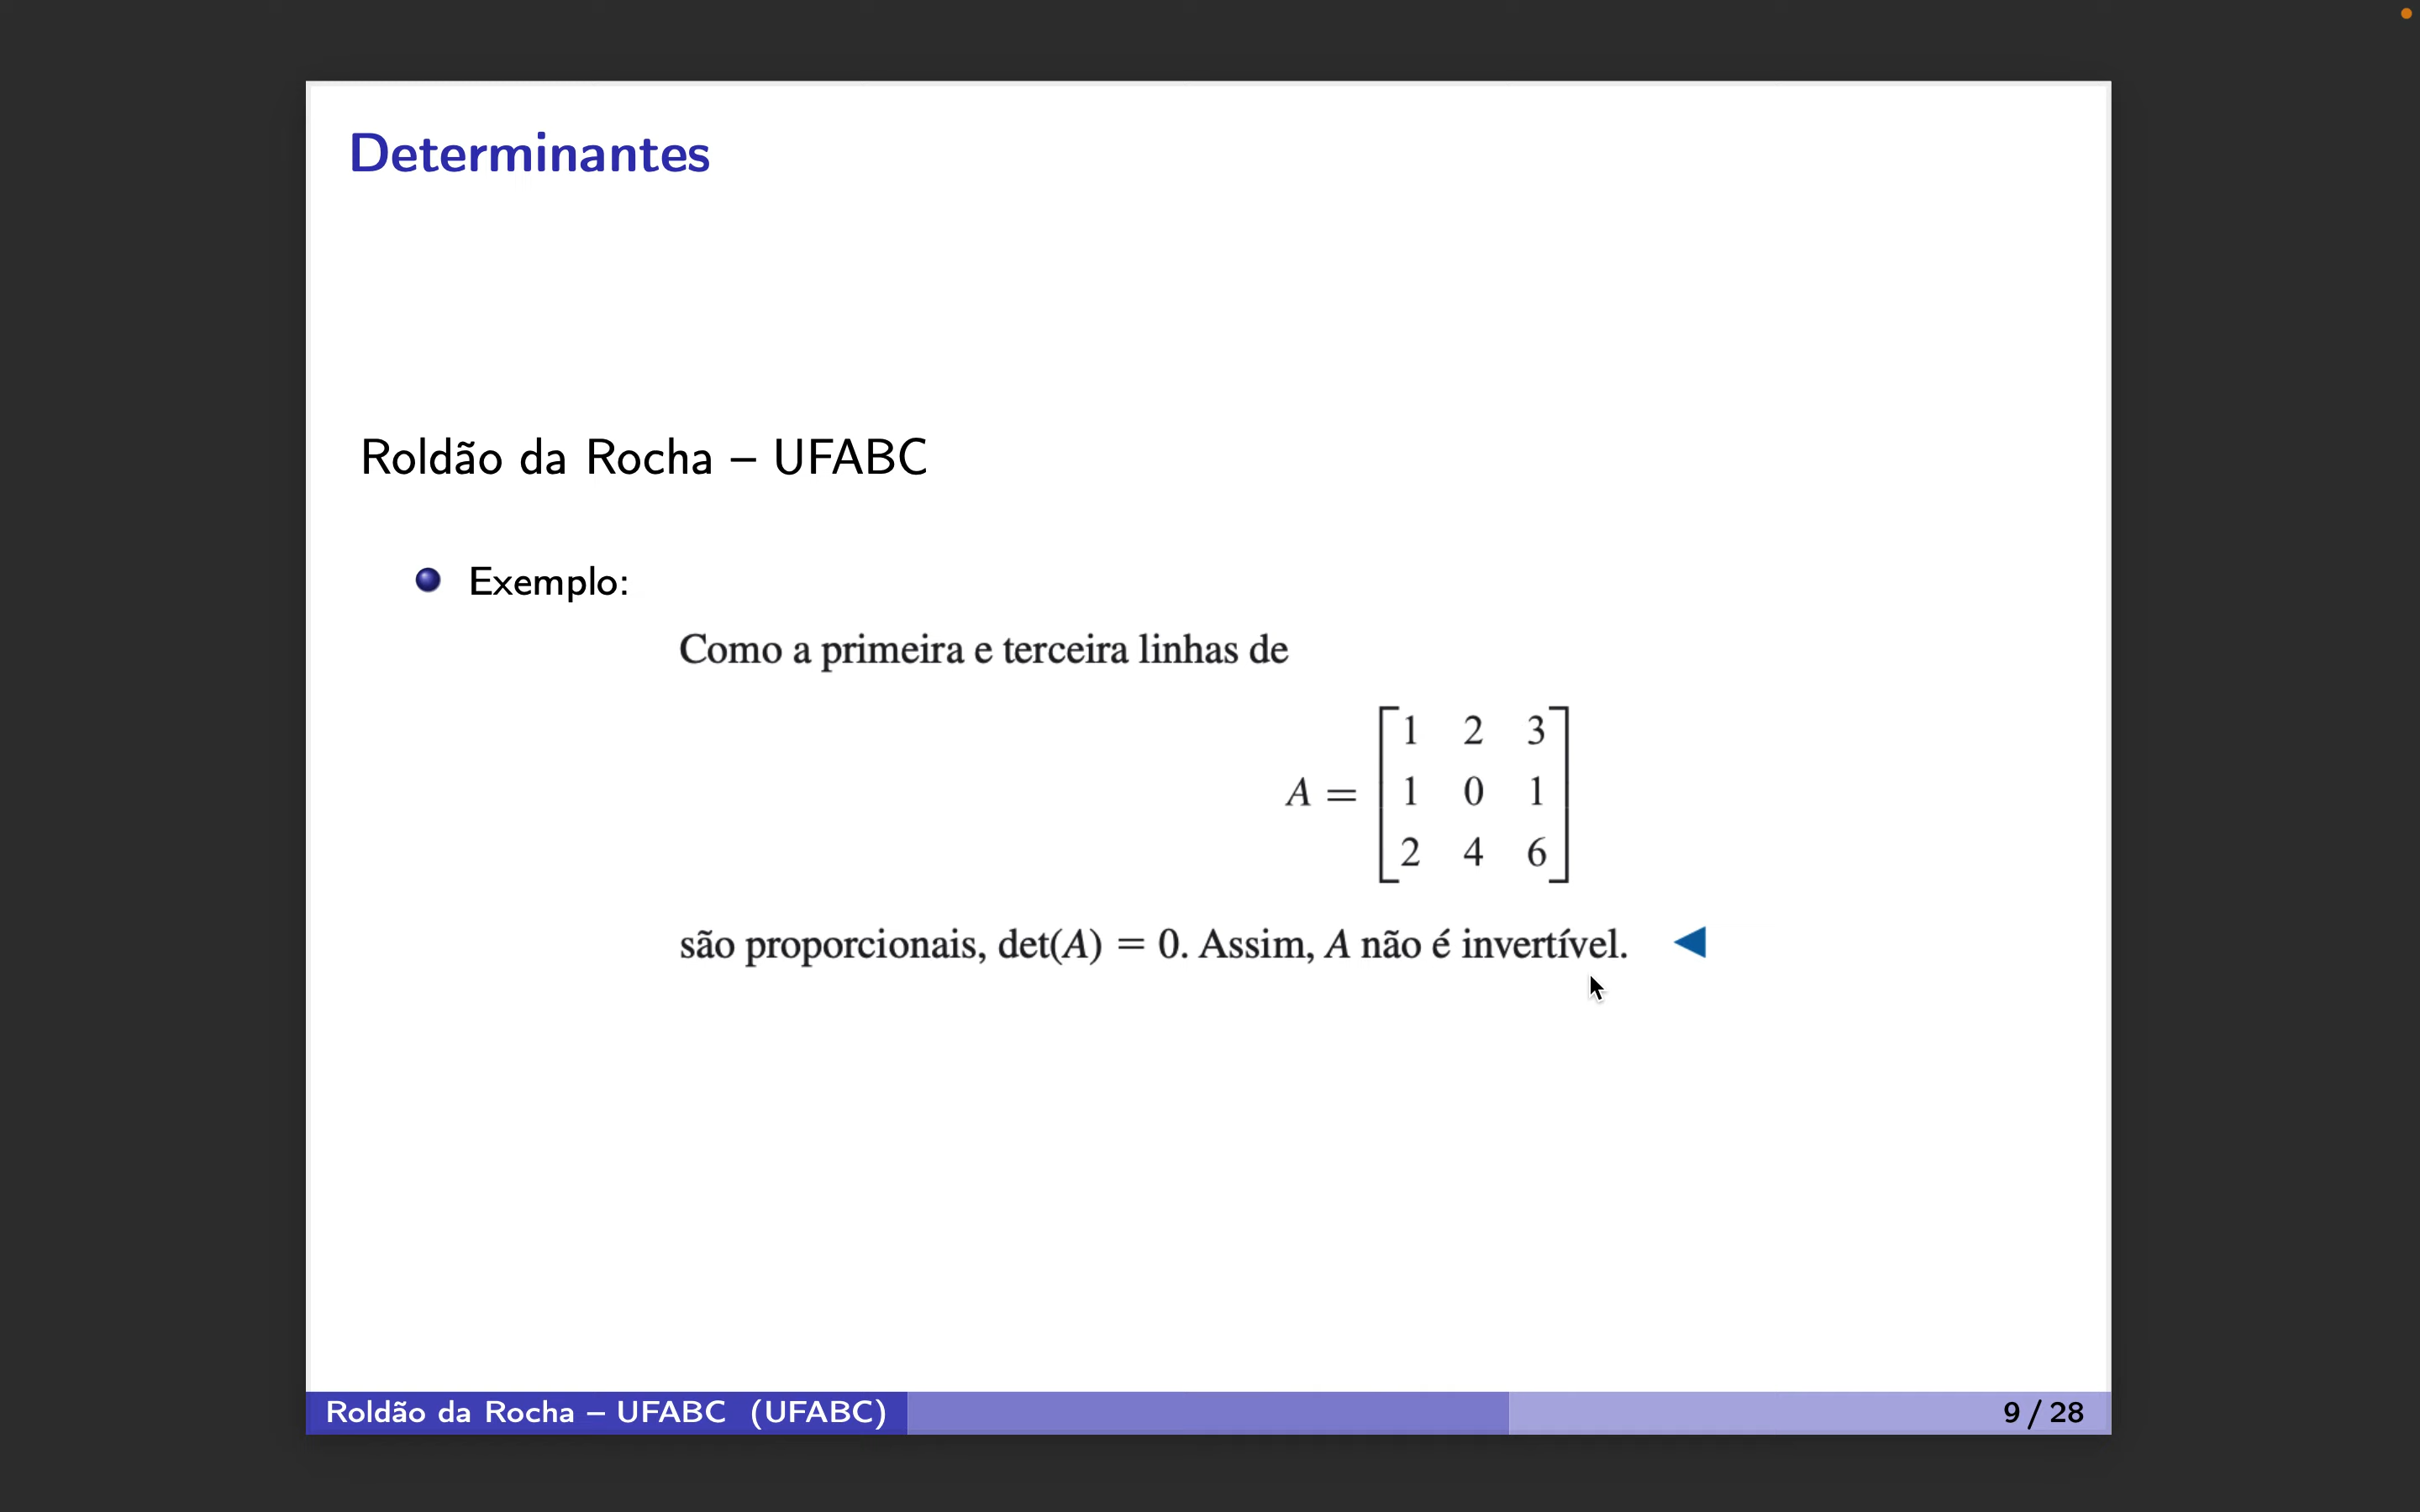 Determinantes
Roldão da Rocha – UFABC
Exemplo:
Como a primeira e terceira linhas de
A = [1 2 3
1 0 1
2 4 6]
são proporcionais, det(A) = 0. Assim, A não é invertível.
Roldão da Rocha – UFABC (UFABC)
9 / 28